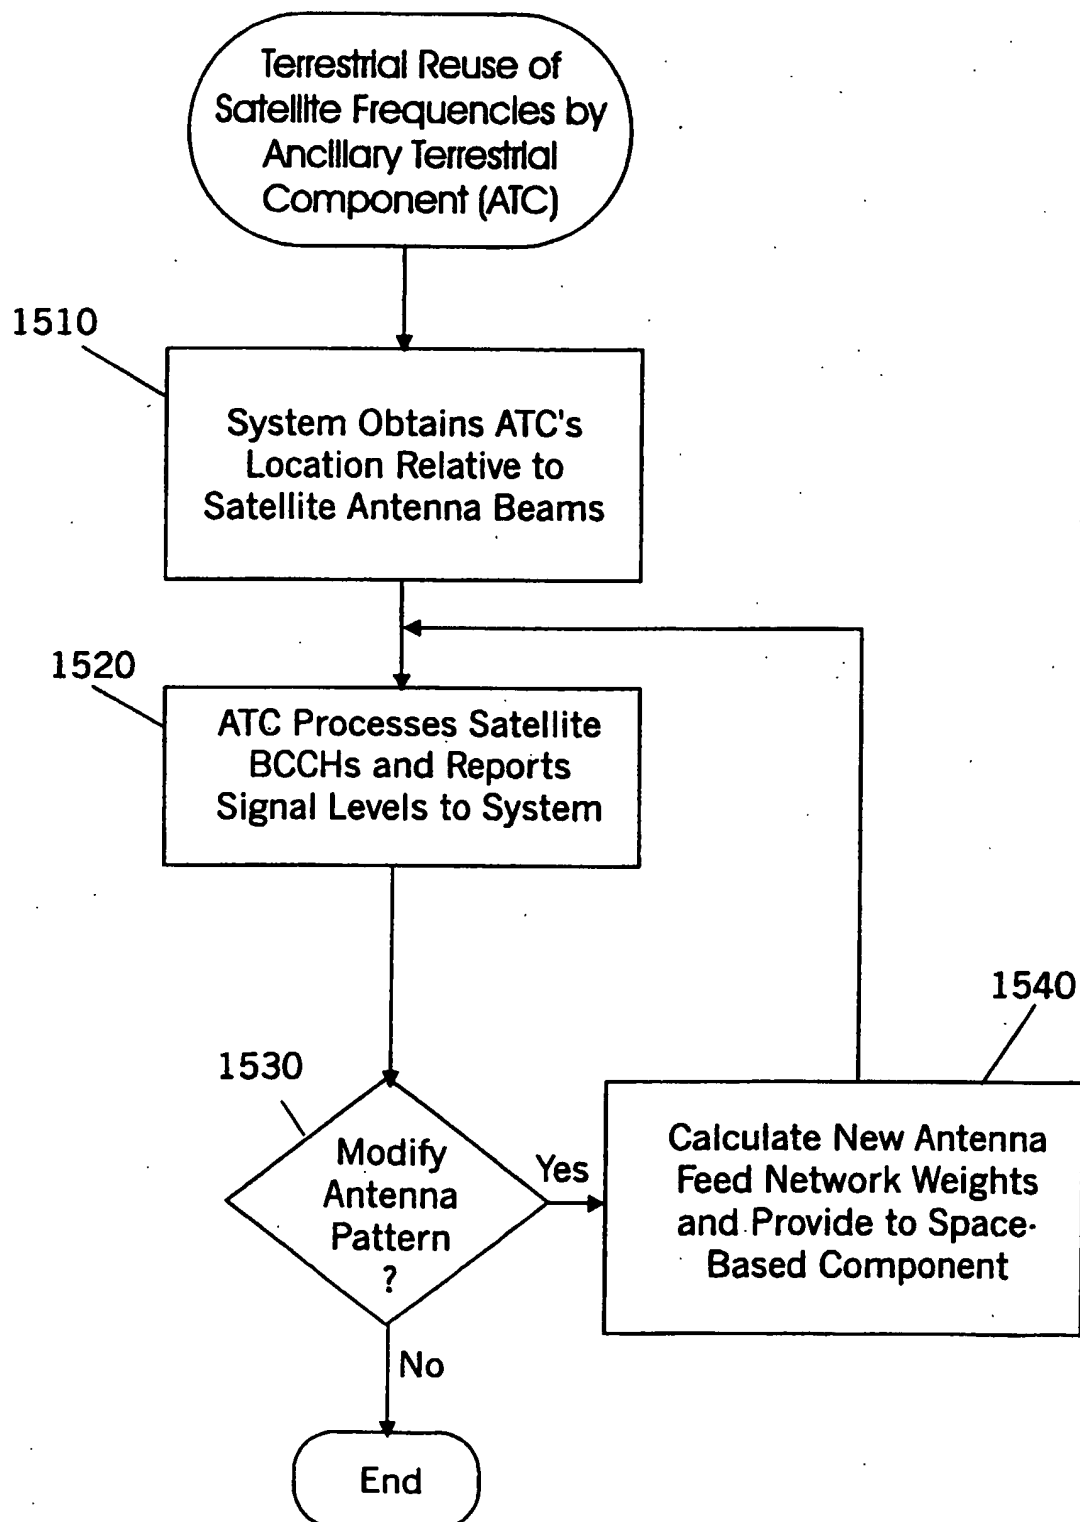 Terrestrial Reuse of
Satellite Frequencies by
Ancillary Terrestrial
Component (ATC)
1510
System Obtains ATC's
Location Relative to
Satellite Antenna Beams
1520
ATC Processes Satellite
BCCHs and Reports
Signal Levels to System
1530
Modify
Antenna
Pattern
?
Yes
1540
Calculate New Antenna
Feed Network Weights
and Provide to Space-
Based Component
No
End